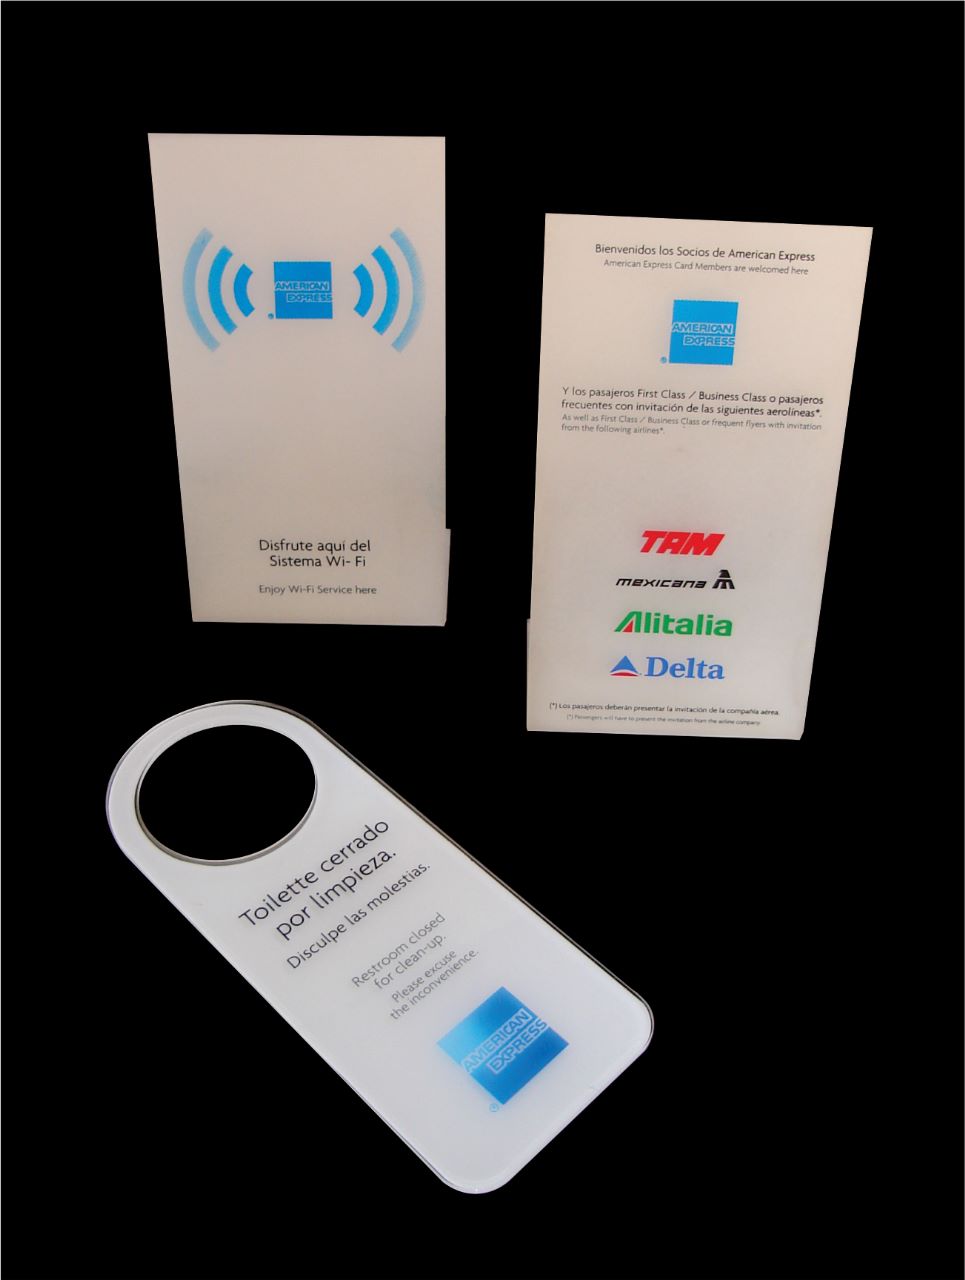 AMERICAN
EXPRESS
®
Disfrute aquí del
Sistema Wi-Fi
Enjoy Wi-Fi Service here
Bienvenidos los Socios de American Express
American Express Card Members are welcomed here
AMERICAN
EXPRESS
®
Y los pasajeros First Class / Business Class o pasajeros
frecuentes con invitación de las siguientes aerolíneas*.
As well as First Class / Business Class or frequent flyers with invitation
from the following airlines*.
TAM
mexicana
Alitalia
Delta
(*) Los pasajeros deberán presentar la invitación de la compañía aérea.
(*) Passengers will have to present the invitation from the airline company.
Toilette cerrado
por limpieza.
Disculpe las molestias.
Restroom closed
for clean-up.
Please excuse
the inconvenience.
AMERICAN
EXPRESS
®